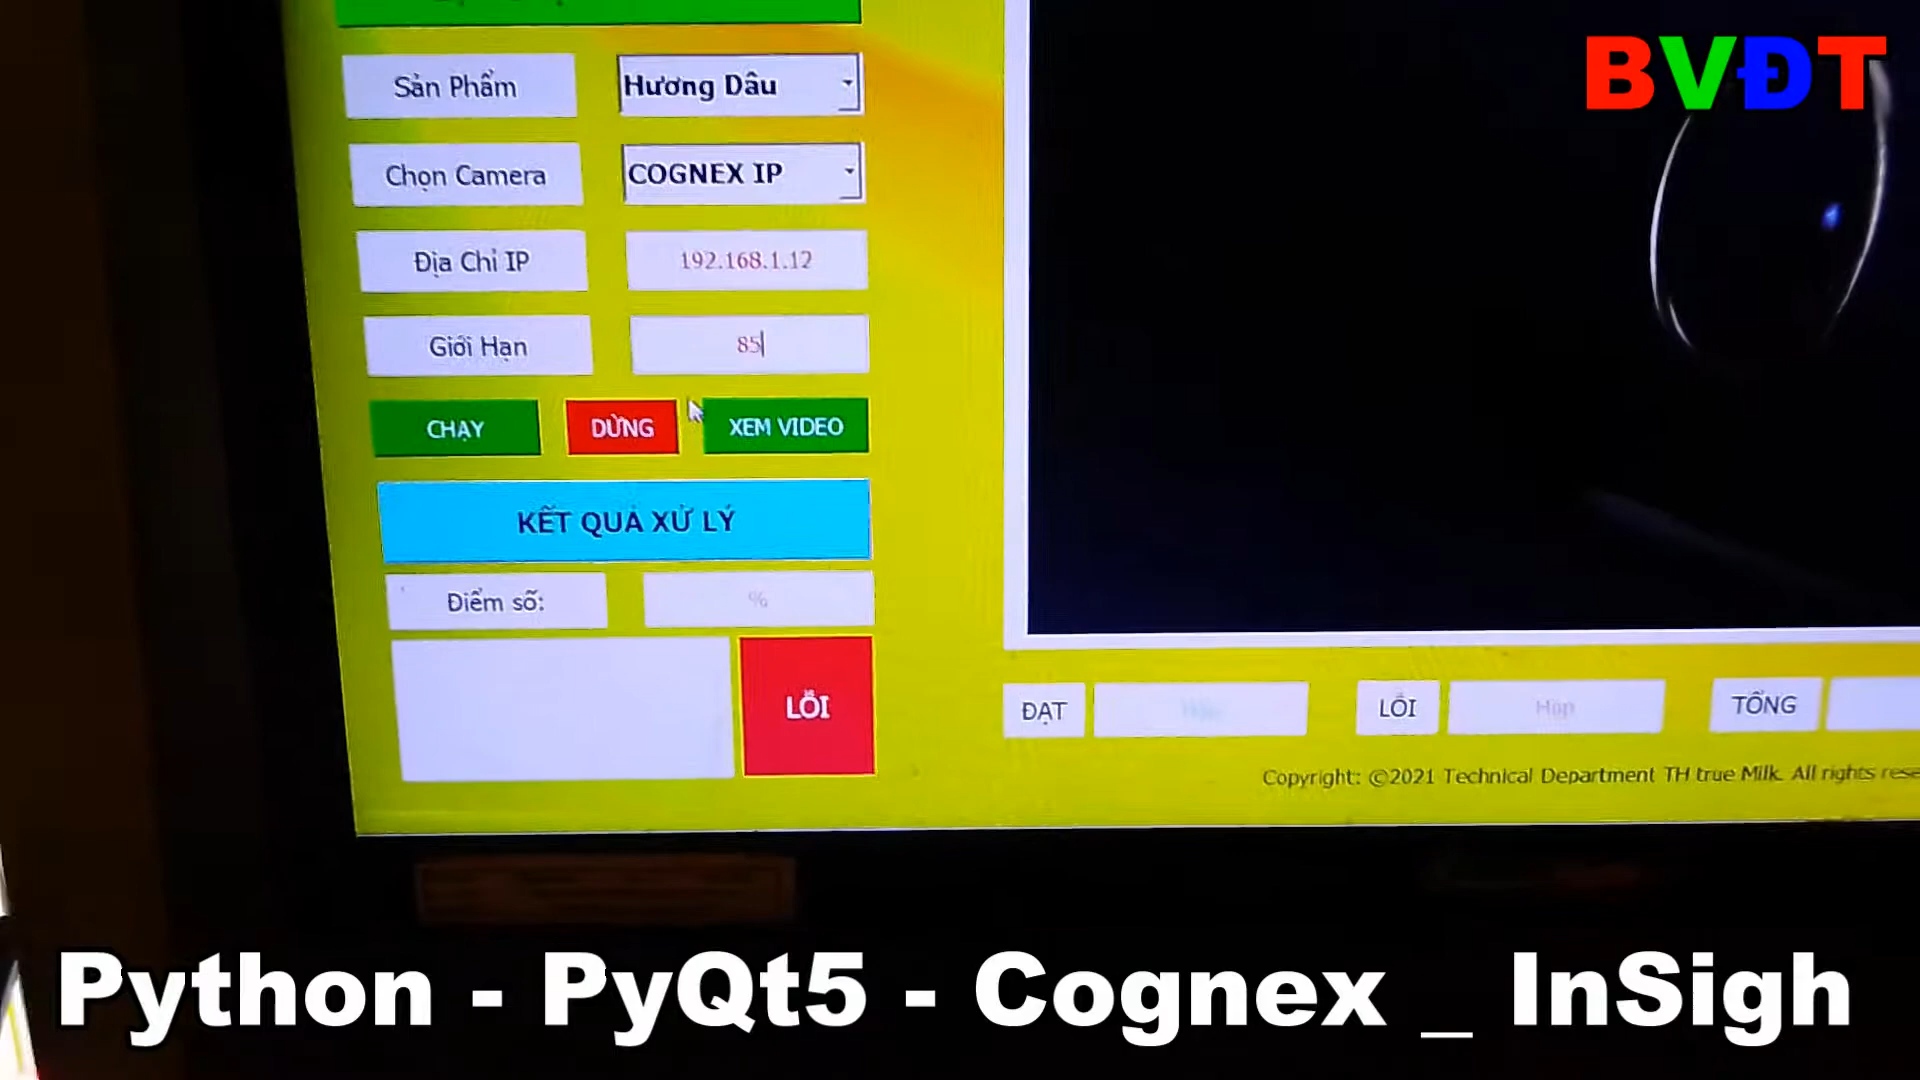 BVĐT
Sản Phẩm
Hương Dâu
Chọn Camera
COGNEX IP
Địa Chỉ IP
192.168.1.12
Giới Hạn
85
CHẠY
DỪNG
XEM VIDEO
KẾT QUẢ XỬ LÝ
Điểm số:
%
LỖI
ĐẠT
LỖI
Hộp
TỔNG
Copyright: ©2021 Technical Department TH true Milk. All rights rese
Python - PyQt5 - Cognex _ InSigh